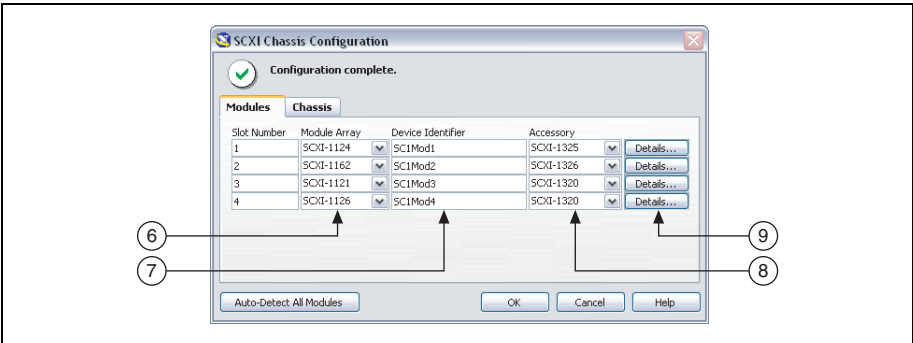 SCXI Chassis Configuration
Configuration complete.
Modules Chassis
Slot Number Module Array Device Identifier Accessory
1 SCXI-1124 SC1Mod1 SCXI-1325 Details...
2 SCXI-1162 SC1Mod2 SCXI-1326 Details...
3 SCXI-1121 SC1Mod3 SCXI-1320 Details...
4 SCXI-1126 SC1Mod4 SCXI-1320 Details...
6 9
7 8
Auto-Detect All Modules OK Cancel Help